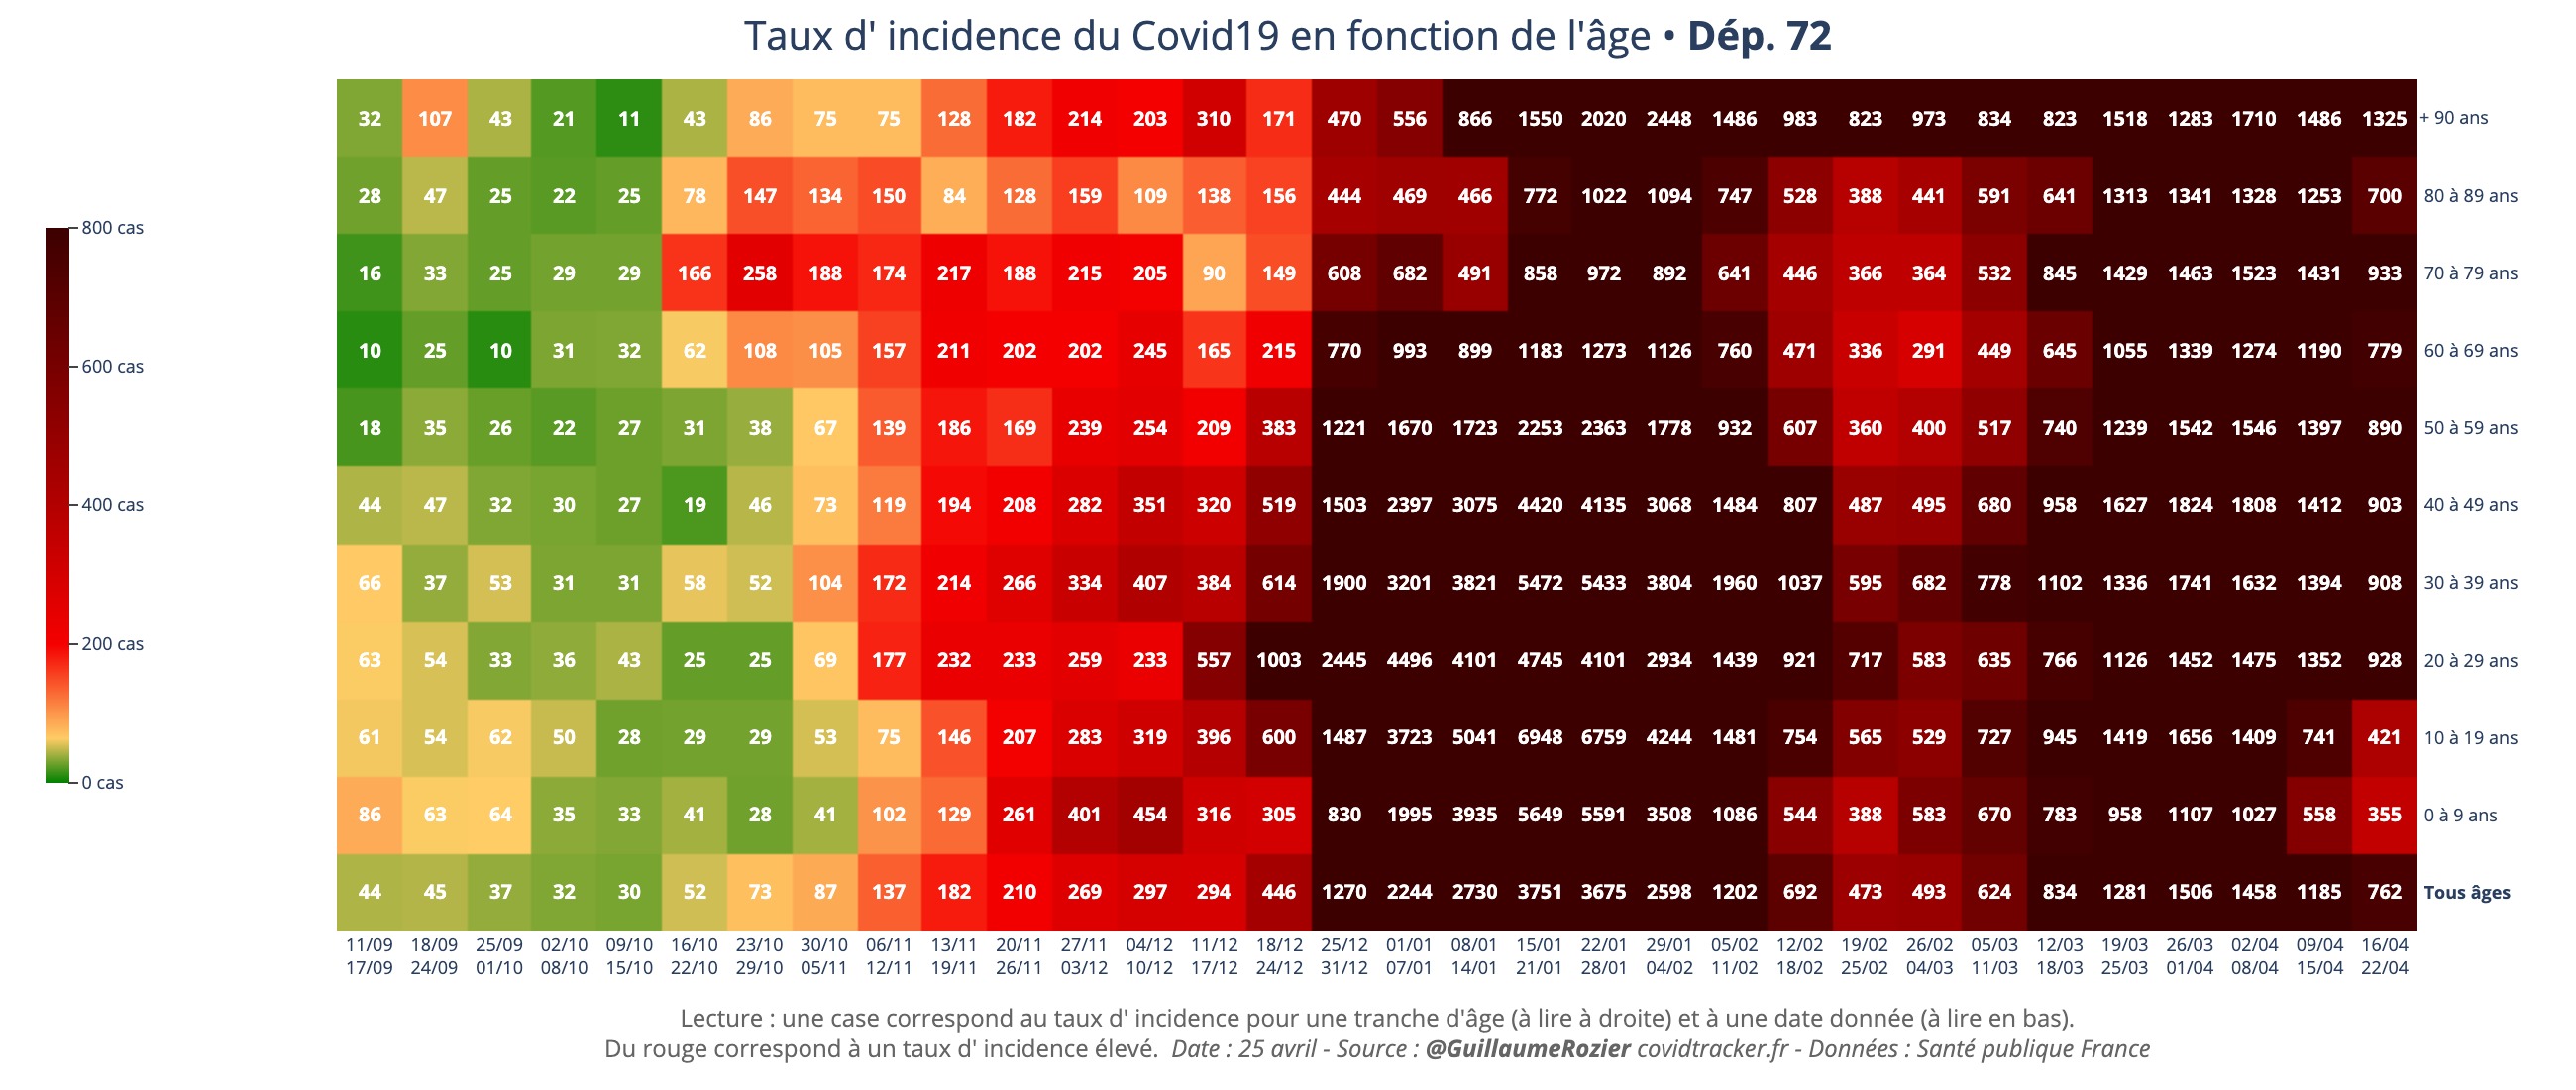 Taux d' incidence du Covid19 en fonction de l'âge • Dép. 72
32 107 43 21 11 43 86 75 75 128 182 214 203 310 171 470 556 866 1550 2020 2448 1486 983 823 973 834 823 1518 1283 1710 1486 1325 + 90 ans
28 47 25 22 25 78 147 134 150 84 128 159 109 138 156 444 469 466 772 1022 1094 747 528 388 441 591 641 1313 1341 1328 1253 700 80 à 89 ans
800 cas
16 33 25 29 29 166 258 188 174 217 188 215 205 90 149 608 682 491 858 972 892 641 446 366 364 532 845 1429 1463 1523 1431 933 70 à 79 ans
10 25 10 31 32 62 108 105 157 211 202 202 245 165 215 770 993 899 1183 1273 1126 760 471 336 291 449 645 1055 1339 1274 1190 779 60 à 69 ans
600 cas
18 35 26 22 27 31 38 67 139 186 169 239 254 209 383 1221 1670 1723 2253 2363 1778 932 607 360 400 517 740 1239 1542 1546 1397 890 50 à 59 ans
400 cas
44 47 32 30 27 19 46 73 119 194 208 282 351 320 519 1503 2397 3075 4420 4135 3068 1484 807 487 495 680 958 1627 1824 1808 1412 903 40 à 49 ans
66 37 53 31 31 58 52 104 172 214 266 334 407 384 614 1900 3201 3821 5472 5433 3804 1960 1037 595 682 778 1102 1336 1741 1632 1394 908 30 à 39 ans
200 cas
63 54 33 36 43 25 25 69 177 232 233 259 233 557 1003 2445 4496 4101 4745 4101 2934 1439 921 717 583 635 766 1126 1452 1475 1352 928 20 à 29 ans
61 54 62 50 28 29 29 53 75 146 207 283 319 396 600 1487 3723 5041 6948 6759 4244 1481 754 565 529 727 945 1419 1656 1409 741 421 10 à 19 ans
0 cas
86 63 64 35 33 41 28 41 102 129 261 401 454 316 305 830 1995 3935 5649 5591 3508 1086 544 388 583 670 783 958 1107 1027 558 355 0 à 9 ans
44 45 37 32 30 52 73 87 137 182 210 269 297 294 446 1270 2244 2730 3751 3675 2598 1202 692 473 493 624 834 1281 1506 1458 1185 762 Tous âges
11/09 18/09 25/09 02/10 09/10 16/10 23/10 30/10 06/11 13/11 20/11 27/11 04/12 11/12 18/12 25/12 01/01 08/01 15/01 22/01 29/01 05/02 12/02 19/02 26/02 05/03 12/03 19/03 26/03 02/04 09/04 16/04
17/09 24/09 01/10 08/10 15/10 22/10 29/10 05/11 12/11 19/11 26/11 03/12 10/12 17/12 24/12 31/12 07/01 14/01 21/01 28/01 04/02 11/02 18/02 25/02 04/03 11/03 18/03 25/03 01/04 08/04 15/04 22/04
Lecture : une case correspond au taux d' incidence pour une tranche d'âge (à lire à droite) et à une date donnée (à lire en bas).
Du rouge correspond à un taux d' incidence élevé. Date : 25 avril - Source : @GuillaumeRozier covidtracker.fr - Données : Santé publique France